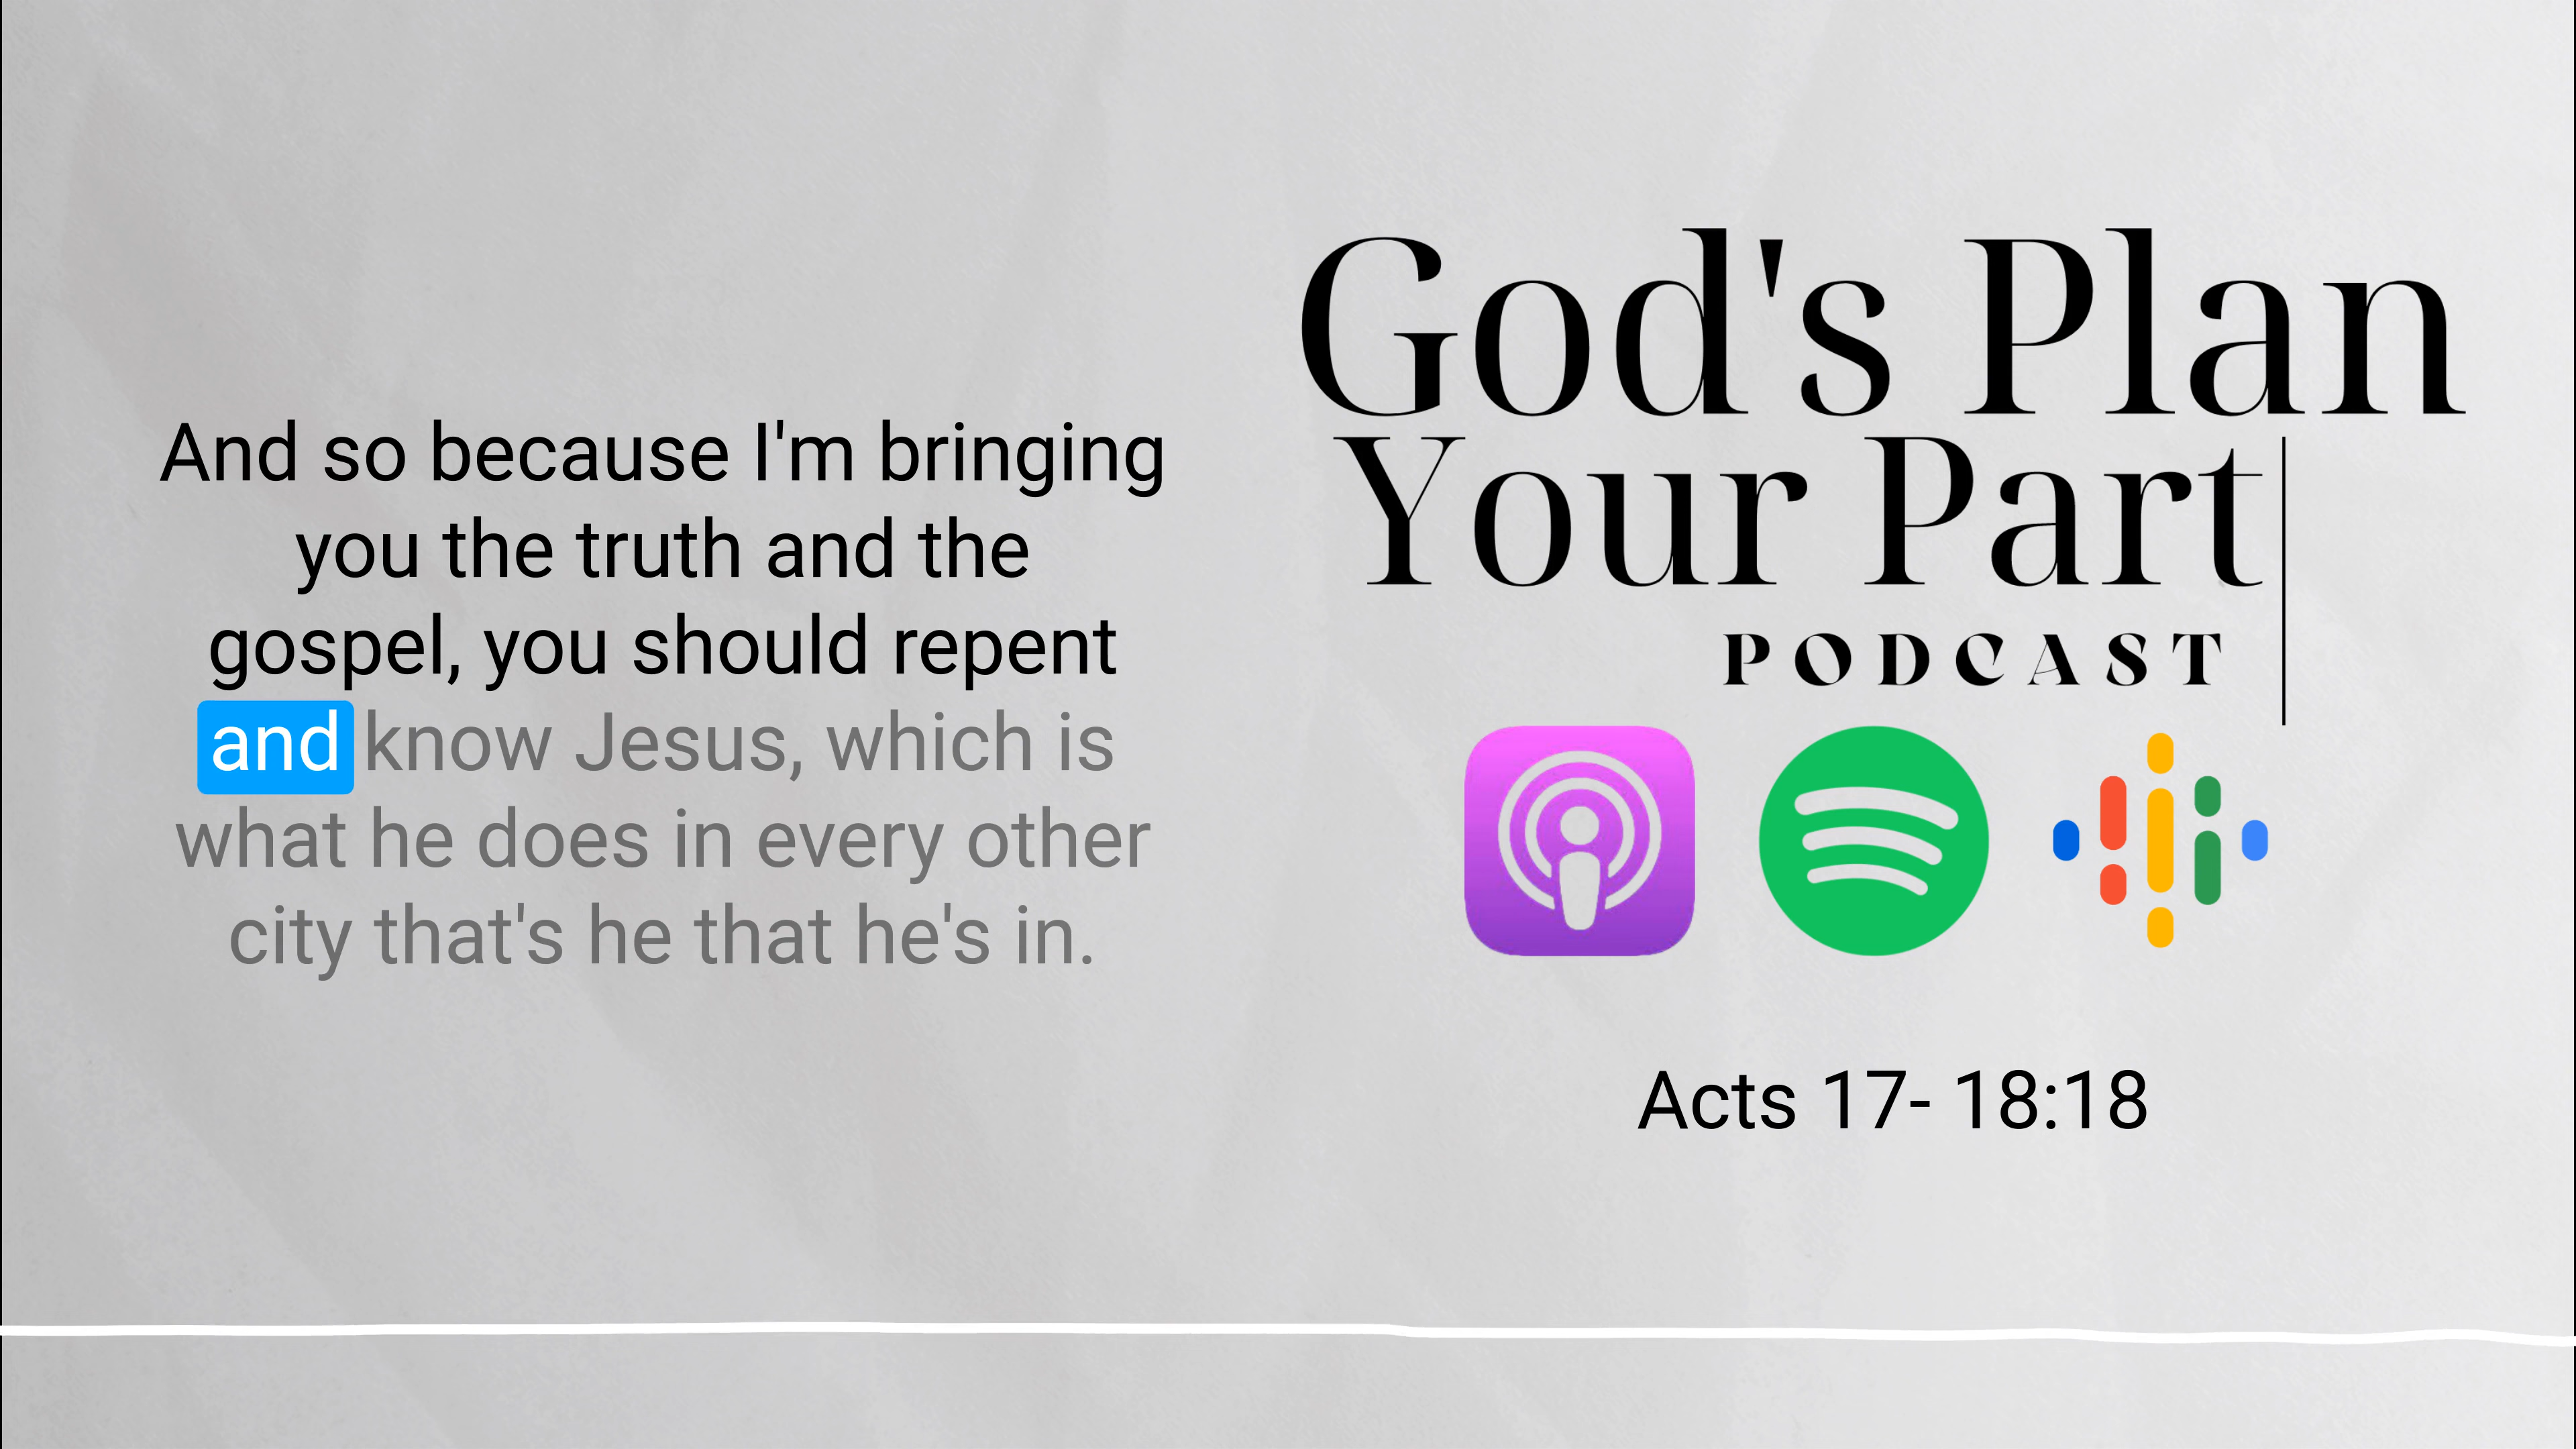 And so because I'm bringing
you the truth and the
gospel, you should repent
and know Jesus, which is
what he does in every other
city that's he that he's in.
God's Plan
Your Part
PODCAST
Acts 17- 18:18